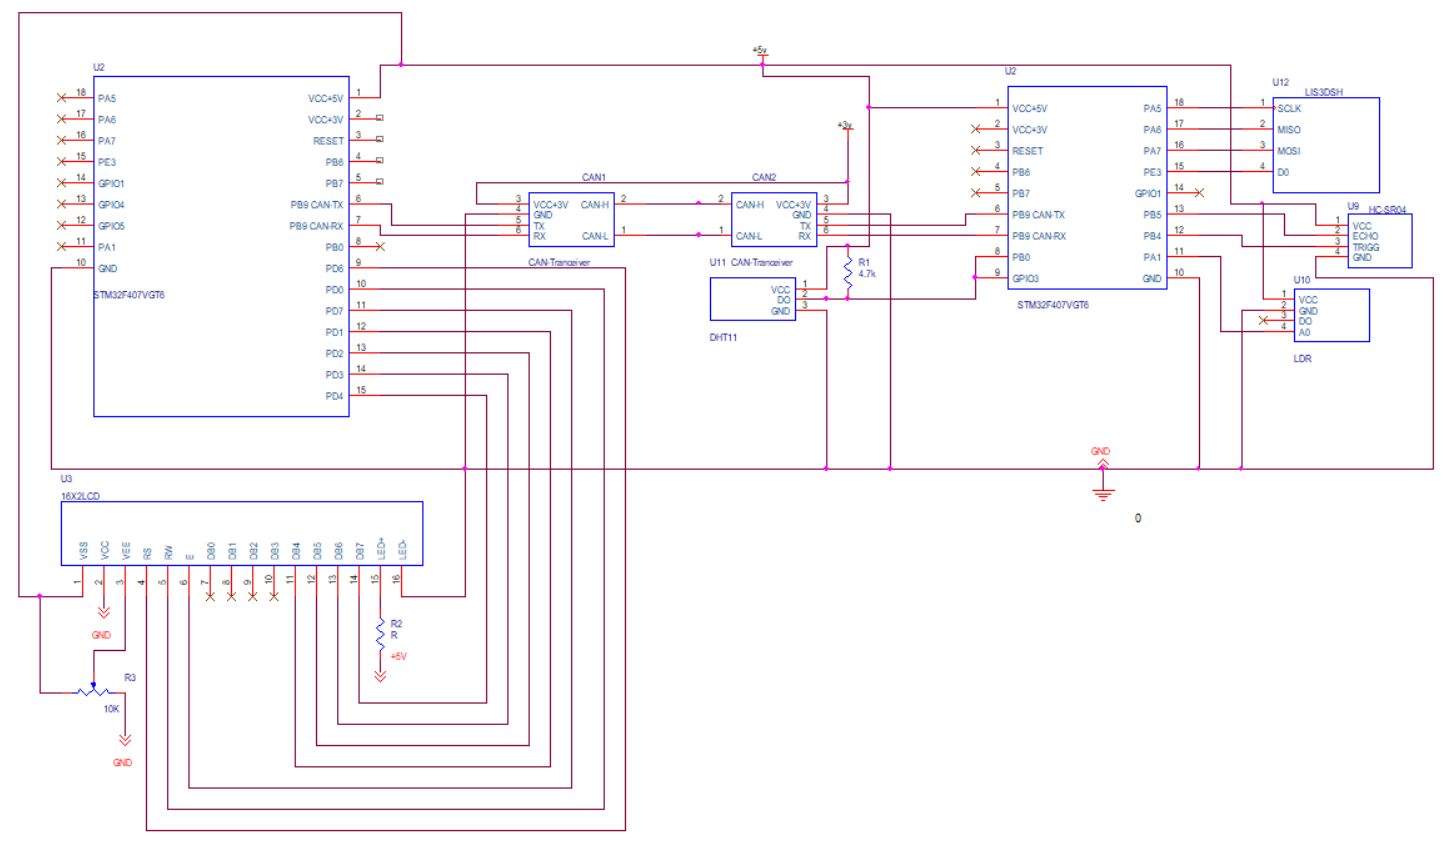 +5v
U2
18 PA5
17 PA6
16 PA7
15 PE3
14 GPIO1
13 GPIO4
12 GPIO5
11 PA1
10 GND
VCC+5V 1
VCC+3V 2
RESET 3
PB6 4
PB7 5
PB9 CAN-TX 6
PB9 CAN-RX 7
PB0 8
PD6 9
PD0 10
PD7 11
PD1 12
PD2 13
PD3 14
PD4 15
STM32F407VGT6
+3v
CAN1
3 VCC+3V
4 GND
5 TX
6 RX
CAN-H 2
CAN-L 1
CAN-Tranceiver
CAN2
2 CAN-H
1 CAN-L
VCC+3V 3
GND 4
TX 5
RX 6
U11 CAN-Tranceiver
VCC 1
DO 2
GND 3
DHT11
R1
4.7k
U2
1 VCC+5V
2 VCC+3V
3 RESET
4 PB6
5 PB7
6 PB9 CAN-TX
7 PB9 CAN-RX
8 PB0
9 GPIO3
PA5 18
PA6 17
PA7 16
PE3 15
GPIO1 14
PB5 13
PB4 12
PA1 11
GND 10
STM32F407VGT6
U12
LIS3DSH
1 SCLK
2 MISO
3 MOSI
4 D0
U9 HC-SR04
1 VCC
2 ECHO
3 TRIGG
4 GND
U10
1 VCC
2 GND
3 DO
4 A0
LDR
GND
0
U3
16X2LCD
VSS VCC VEE RS RW E DB0 DB1 DB2 DB3 DB4 DB5 DB6 DB7 LED+ LED-
1 2 3 4 5 6 7 8 9 10 11 12 13 14 15 16
GND
R2
R
+5V
R3
10K
GND